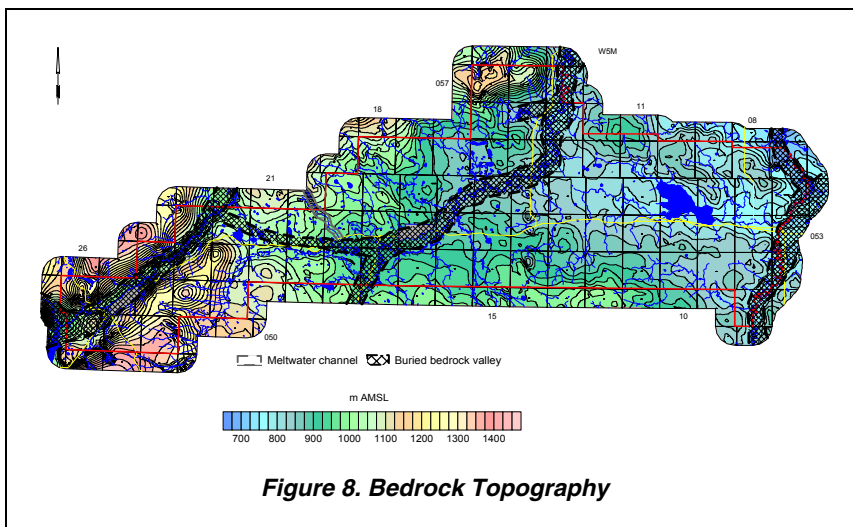 W5M
057
11
18
08
21
053
26
15
10
050
Meltwater channel
Buried bedrock valley
m AMSL
700 800 900 1000 1100 1200 1300 1400
Figure 8. Bedrock Topography